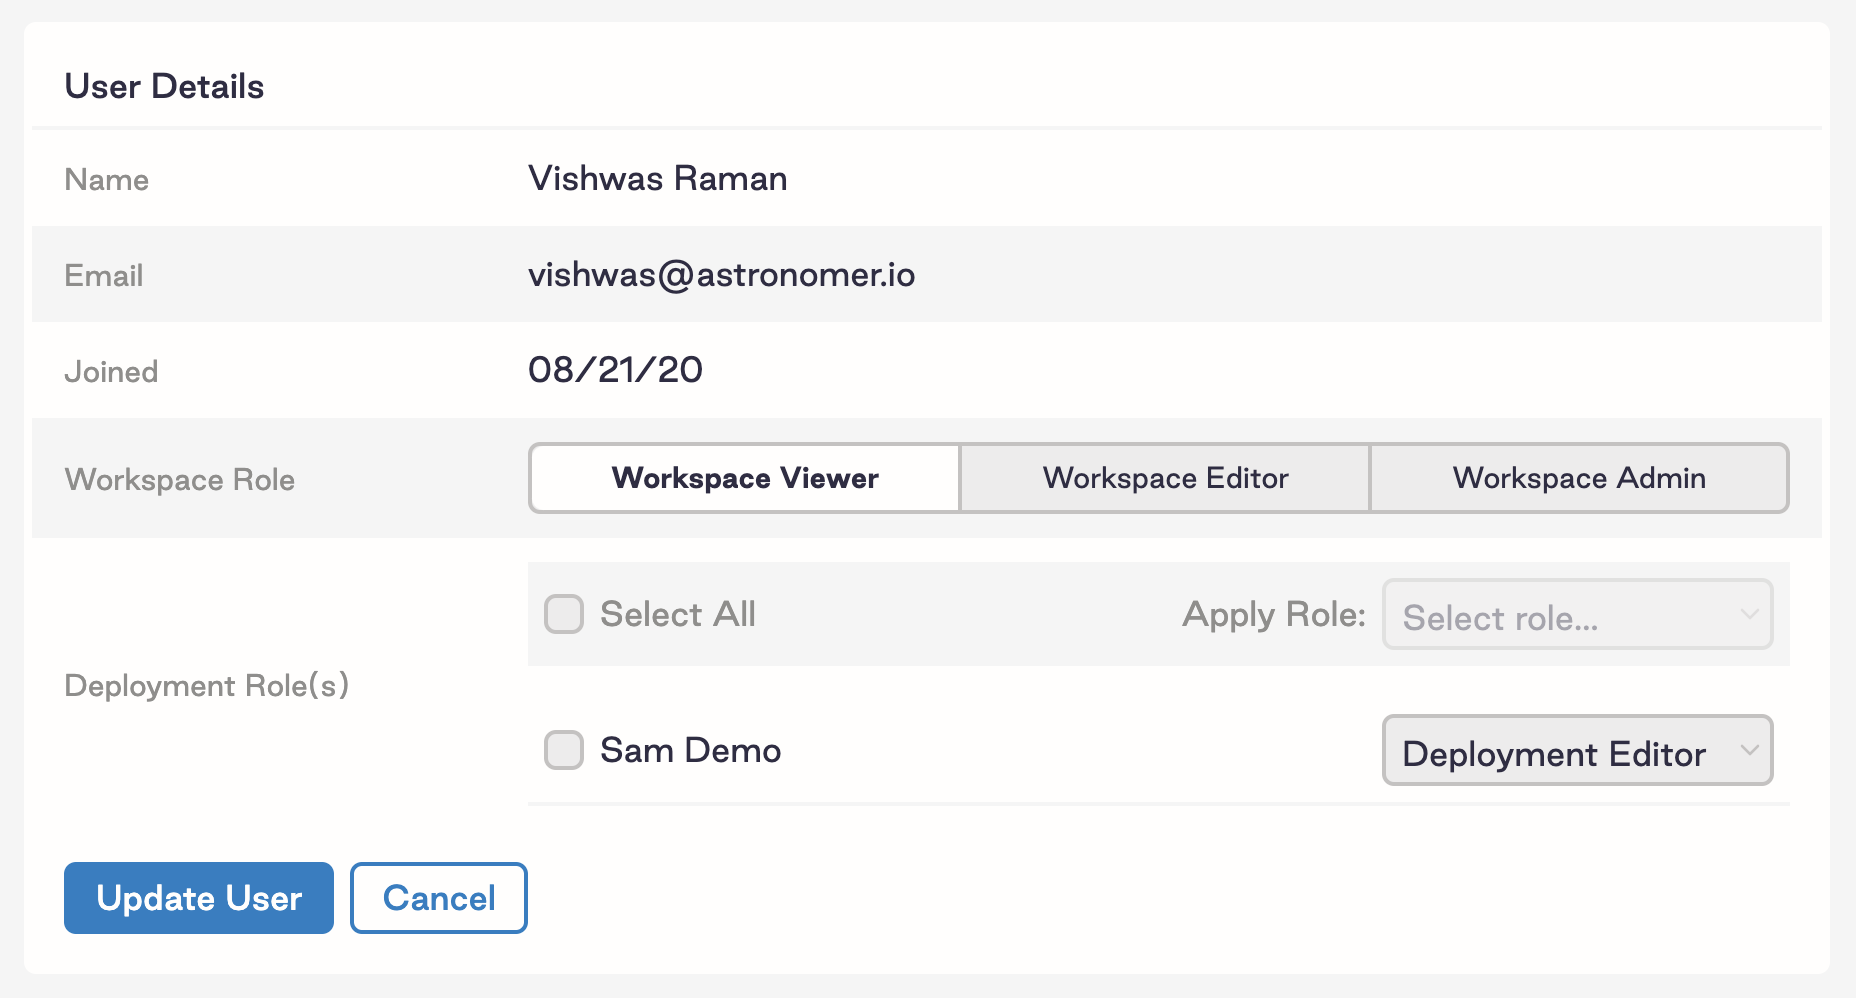 User Details
Name Vishwas Raman
Email vishwas@astronomer.io
Joined 08/21/20
Workspace Role Workspace Viewer Workspace Editor Workspace Admin
Select All Apply Role: Select role...
Deployment Role(s)
Sam Demo Deployment Editor
Update User Cancel